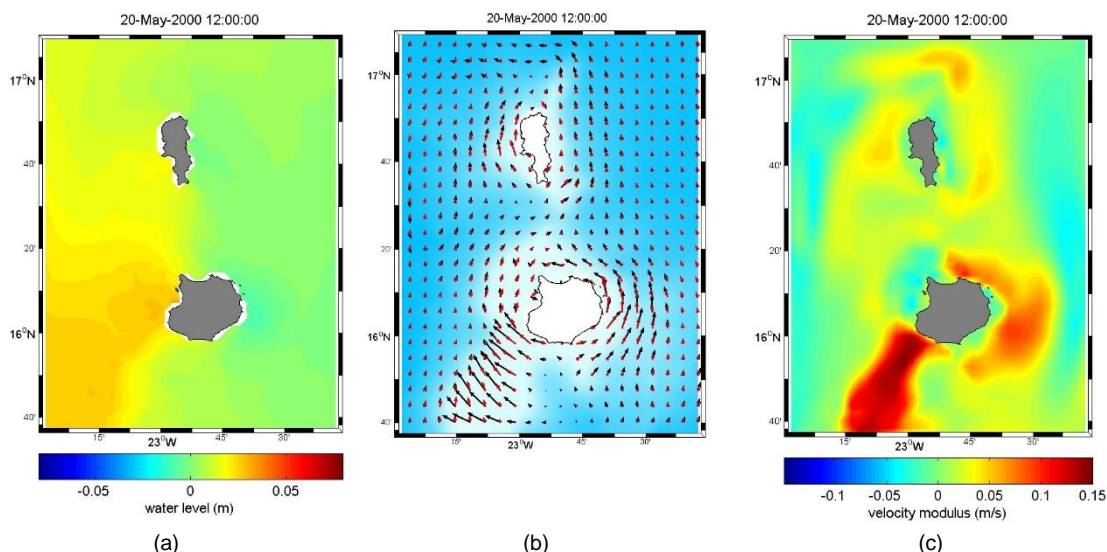 20-May-2000 12:00:00
17°N
40'
20'
16°N
40'
15'
23°W
45'
30'
-0.05
0
0.05
water level (m)
(a)
20-May-2000 12:00:00
17°N
40'
20'
16°N
40'
15'
23°W
45'
30'
(b)
20-May-2000 12:00:00
17°N
40'
20'
16°N
40'
15'
23°W
45'
30'
-0.1
-0.05
0
0.05
0.1
0.15
velocity modulus (m/s)
(c)